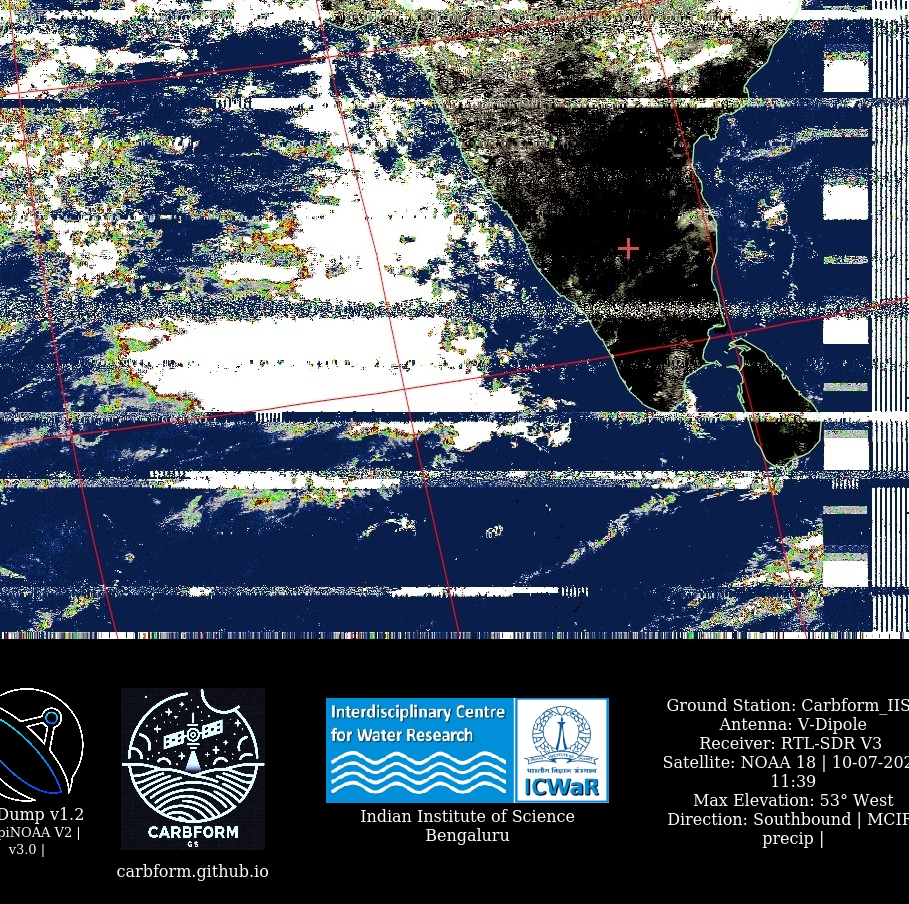 Dump v1.2
piNOAA V2 |
v3.0 |
CARBFORM
GS
carbform.github.io
Interdisciplinary Centre
for Water Research
भारतीय विज्ञान संस्थान
ICWaR
Indian Institute of Science
Bengaluru
Ground Station: Carbform_IIS
Antenna: V-Dipole
Receiver: RTL-SDR V3
Satellite: NOAA 18 | 10-07-202
11:39
Max Elevation: 53° West
Direction: Southbound | MCIR
precip |